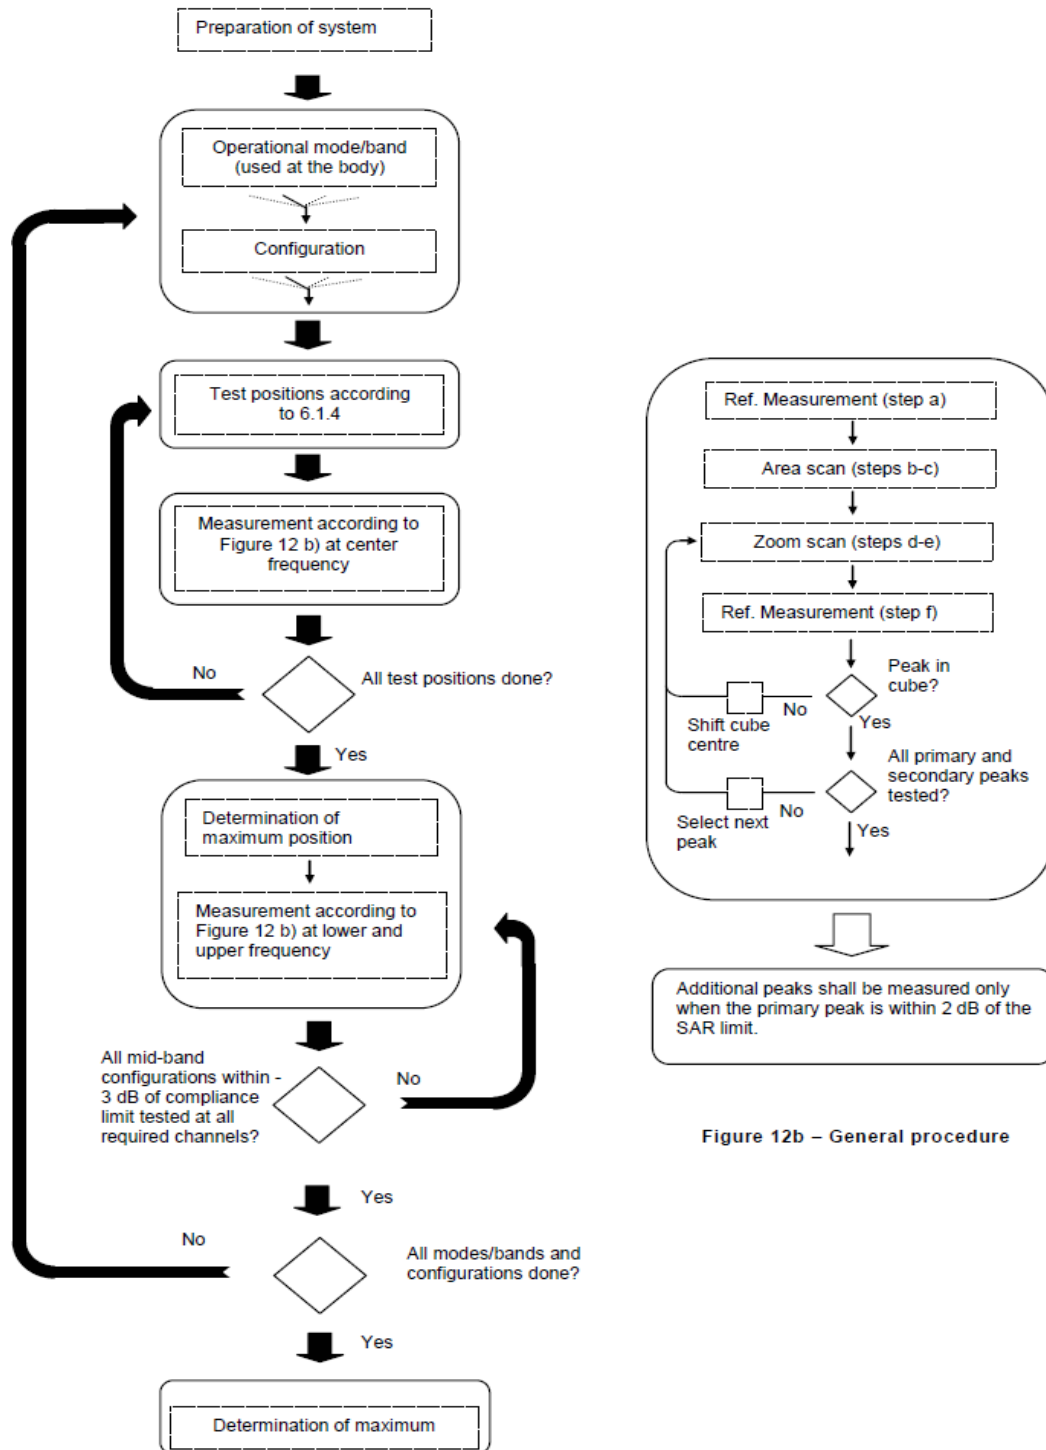 Preparation of system
Operational mode/band
(used at the body)
Configuration
Test positions according
to 6.1.4
Measurement according to
Figure 12 b) at center
frequency
No
All test positions done?
Yes
Determination of
maximum position
Measurement according to
Figure 12 b) at lower and
upper frequency
All mid-band
configurations within -
3 dB of compliance
limit tested at all
required channels?
No
Yes
No
All modes/bands and
configurations done?
Yes
Determination of maximum
Ref. Measurement (step a)
Area scan (steps b-c)
Zoom scan (steps d-e)
Ref. Measurement (step f)
Peak in
cube?
No
Shift cube
centre
Yes
All primary and
secondary peaks
tested?
No
Select next
peak
Yes
Additional peaks shall be measured only
when the primary peak is within 2 dB of the
SAR limit.
Figure 12b – General procedure